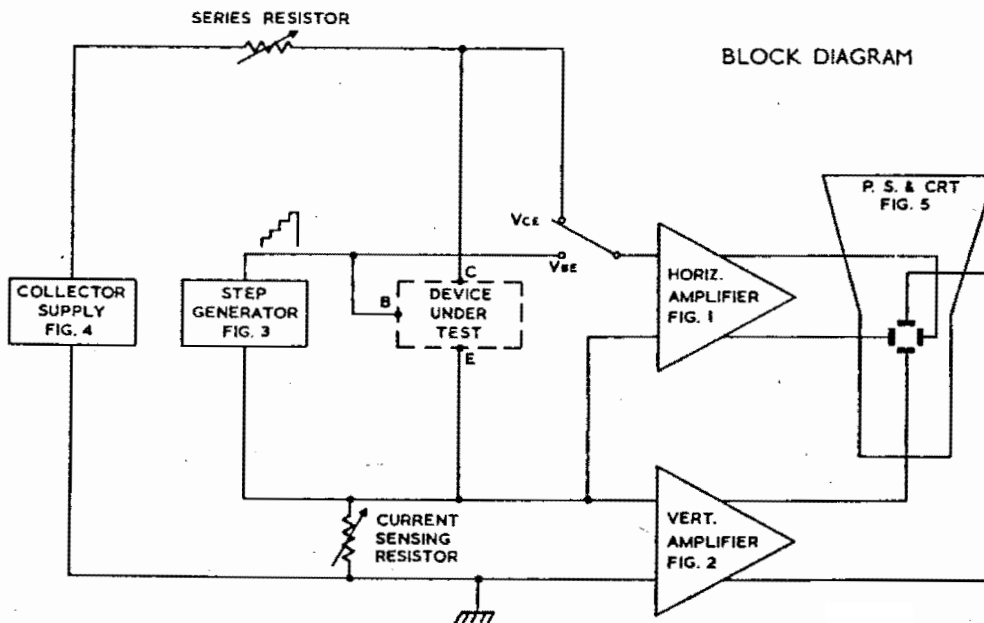 SERIES RESISTOR
BLOCK DIAGRAM
P. S. & CRT
FIG. 5
VCE
VBE
COLLECTOR
SUPPLY
FIG. 4
STEP
GENERATOR
FIG. 3
C
B
DEVICE
UNDER
TEST
E
HORIZ.
AMPLIFIER
FIG. 1
CURRENT
SENSING
RESISTOR
VERT.
AMPLIFIER
FIG. 2